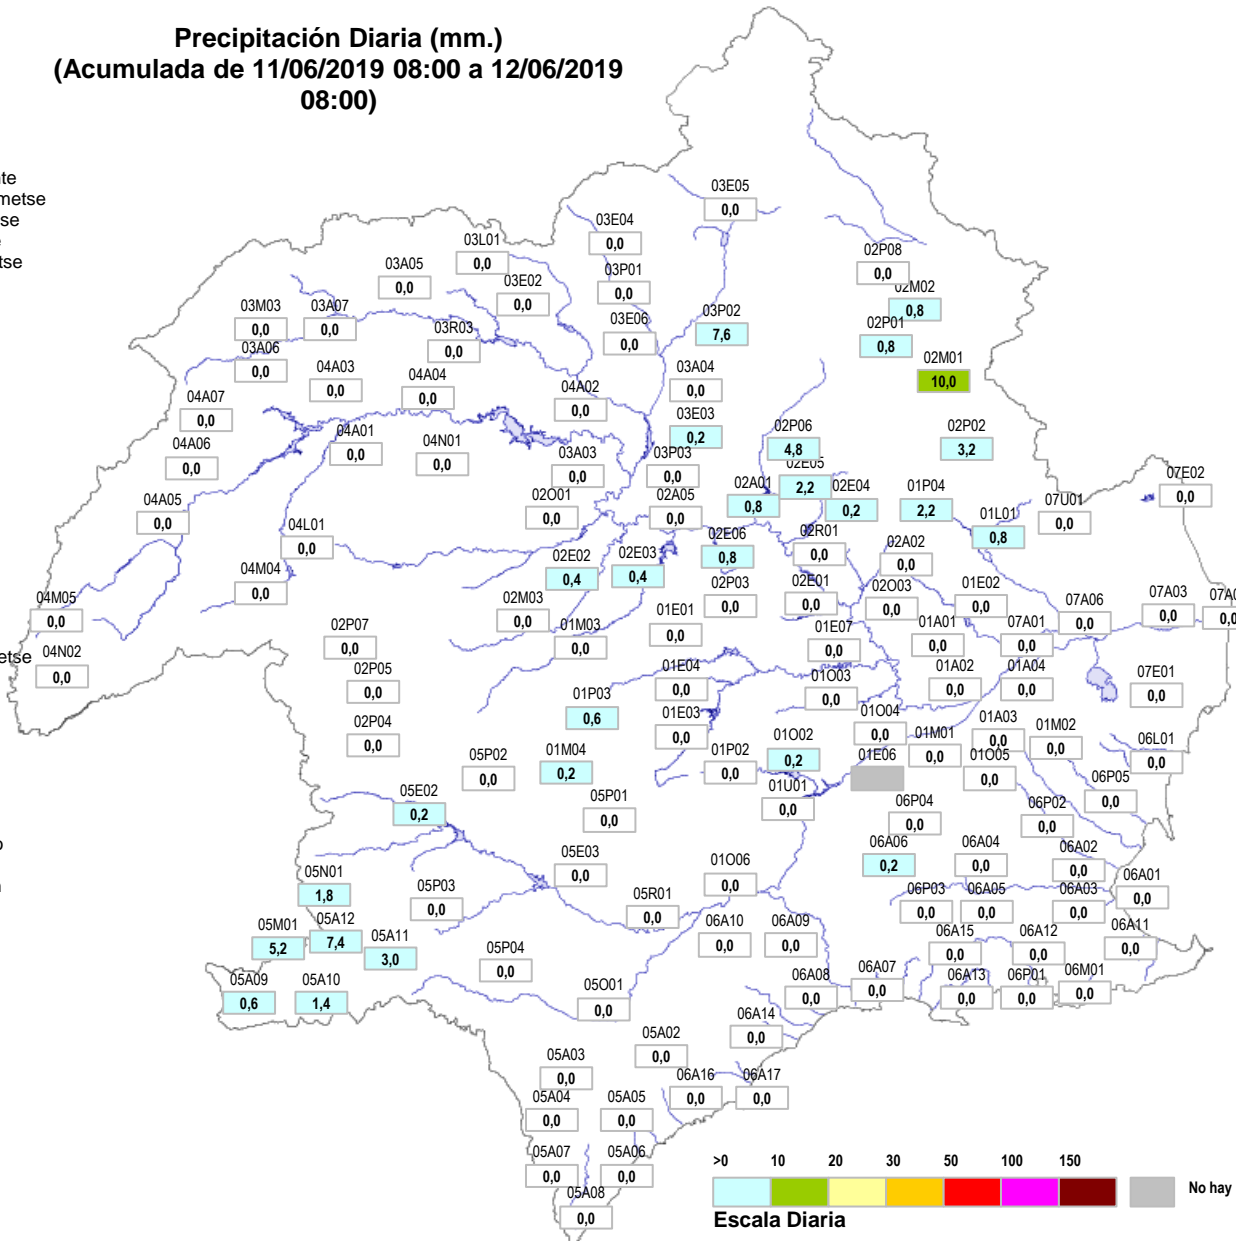 Precipitación Diaria (mm.)
(Acumulada de 11/06/2019 08:00 a 12/06/2019
08:00)
nte
metse
se
e
tse
03E05
0,0
03E04
0,0
03L01
0,0
02P08
0,0
03A05
0,0
03P01
0,0
03E02
0,0
02M02
0,8
03M03
0,0
03A07
0,0
03P02
7,6
03E06
0,0
03R03
0,0
02P01
0,8
03A06
0,0
02M01
10,0
04A03
0,0
04A04
0,0
03A04
0,0
04A02
0,0
04A07
0,0
03E03
0,2
02P06
4,8
02P02
3,2
04A01
0,0
04A06
0,0
04N01
0,0
03A03
0,0
03P03
0,0
02E05
2,2
07E02
0,0
04A05
0,0
02O01
0,0
02A05
0,0
02A01
0,8
02E04
0,2
01P04
2,2
07U01
0,0
01L01
0,8
04L01
0,0
02E02
0,4
02E03
0,4
02E06
0,8
02R01
0,0
02A02
0,0
04M04
0,0
04M05
0,0
02M03
0,0
02P03
0,0
02E01
0,0
02O03
0,0
01E02
0,0
07A06
0,0
07A03
0,0
07A0
0,0
01E01
0,0
01M03
0,0
02P07
0,0
01E07
0,0
01A01
0,0
07A01
0,0
etse
04N02
0,0
02P05
0,0
01E04
0,0
01O03
0,0
01A02
0,0
01A04
0,0
07E01
0,0
01P03
0,6
01E03
0,0
02P04
0,0
01O04
0,0
01M01
0,0
01A03
0,0
01M02
0,0
06L01
0,0
05P02
0,0
01M04
0,2
01P02
0,0
01O02
0,2
01E06
01O05
0,0
06P05
0,0
05E02
0,2
05P01
0,0
01U01
0,0
06P04
0,0
06P02
0,0
o
05E03
0,0
01O06
0,0
06A06
0,2
06A04
0,0
06A02
0,0
n
05N01
1,8
05P03
0,0
05R01
0,0
06P03
0,0
06A05
0,0
06A03
0,0
06A01
0,0
05M01
5,2
05A12
7,4
05A11
3,0
06A10
0,0
06A09
0,0
06A15
0,0
06A12
0,0
06A11
0,0
05P04
0,0
05A09
0,6
05A10
1,4
05O01
0,0
06A08
0,0
06A07
0,0
06A13
0,0
06P01
0,0
06M01
0,0
06A14
0,0
05A02
0,0
05A03
0,0
06A16
0,0
06A17
0,0
05A04
0,0
05A05
0,0
05A07
0,0
05A06
0,0
05A08
0,0
>0 10 20 30 50 100 150
No hay
Escala Diaria